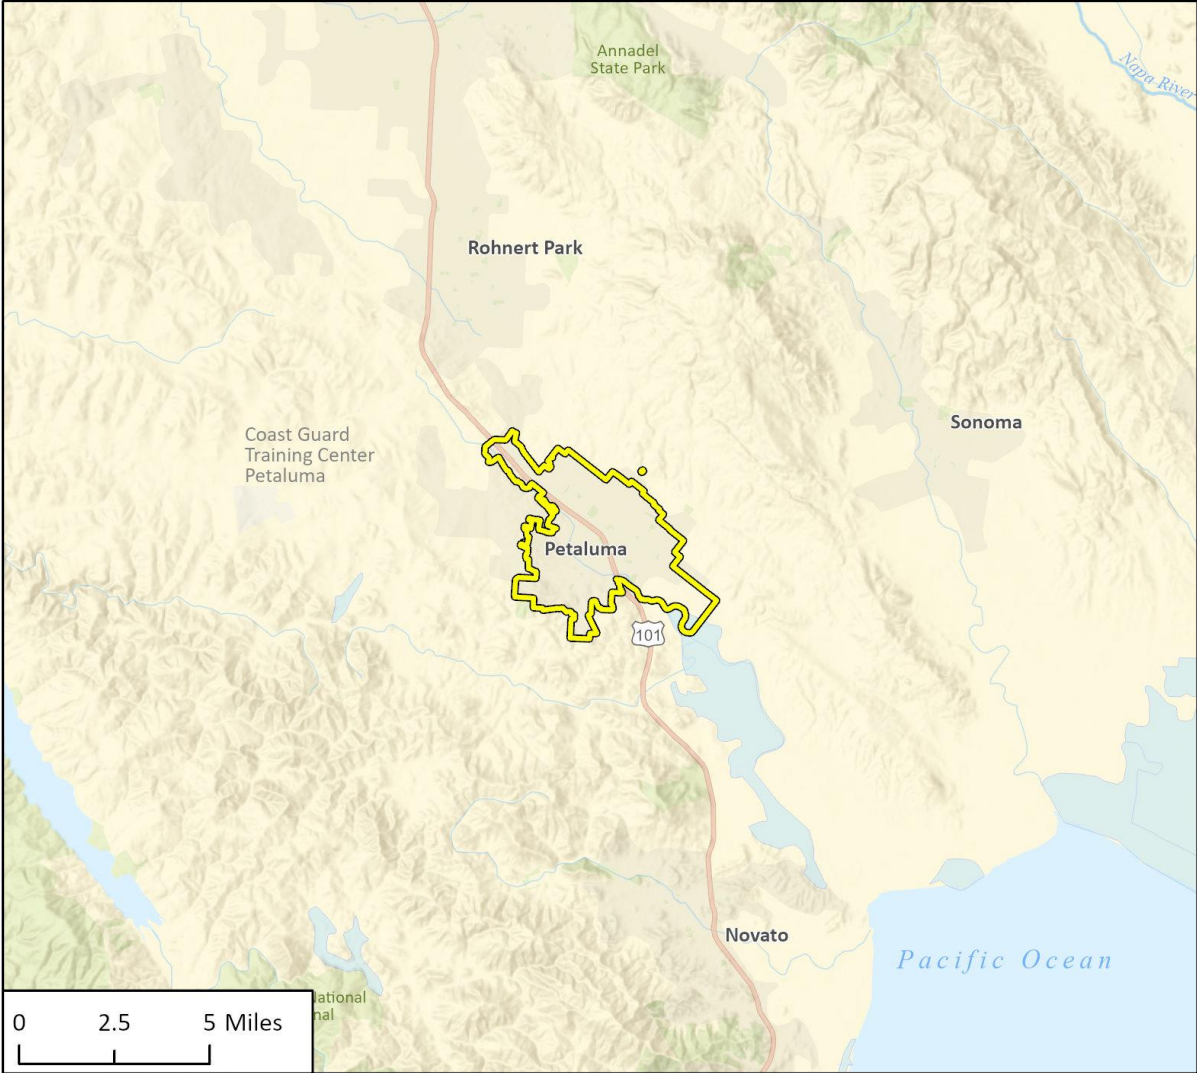 Annadel
State Park
Napa River
Rohnert Park
Sonoma
Coast Guard
Training Center
Petaluma
Petaluma
101
Novato
Pacific Ocean
0 2.5 5 Miles